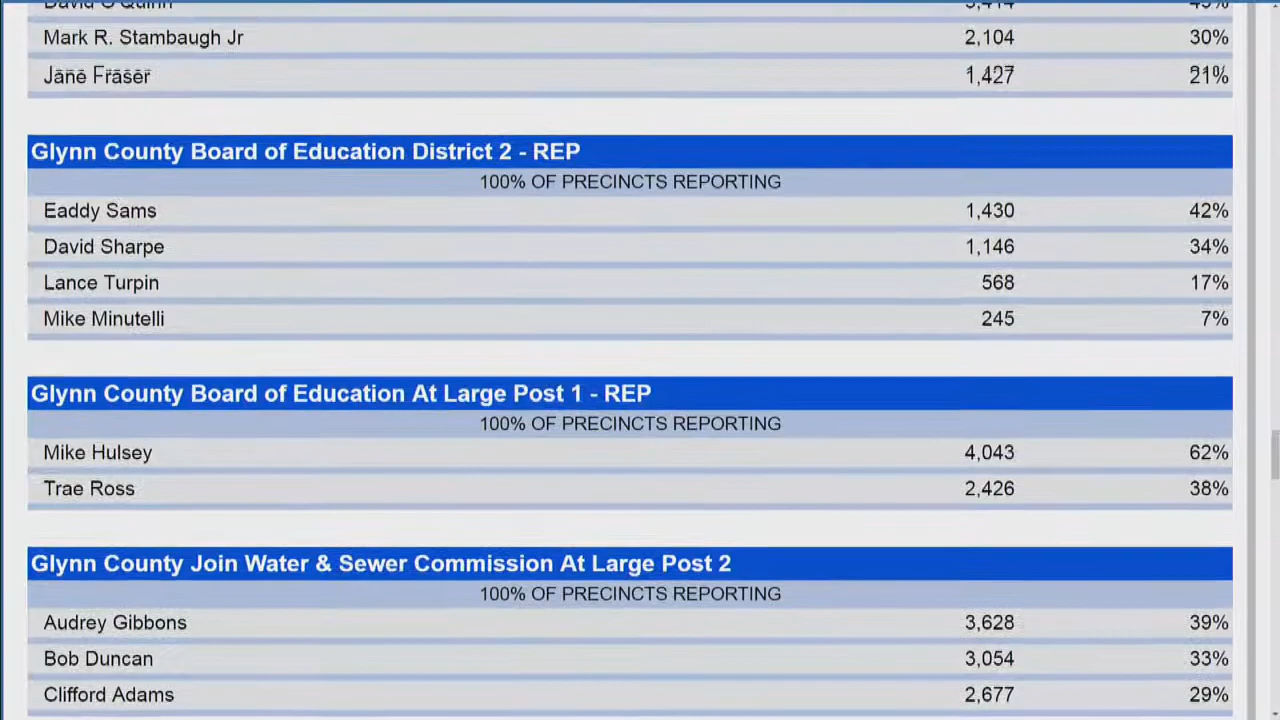 Mark R. Stambaugh Jr 2,104 30%
Jane Fraser 1,427 21%
Glynn County Board of Education District 2 - REP
100% OF PRECINCTS REPORTING
Eaddy Sams 1,430 42%
David Sharpe 1,146 34%
Lance Turpin 568 17%
Mike Minutelli 245 7%
Glynn County Board of Education At Large Post 1 - REP
100% OF PRECINCTS REPORTING
Mike Hulsey 4,043 62%
Trae Ross 2,426 38%
Glynn County Join Water & Sewer Commission At Large Post 2
100% OF PRECINCTS REPORTING
Audrey Gibbons 3,628 39%
Bob Duncan 3,054 33%
Clifford Adams 2,677 29%